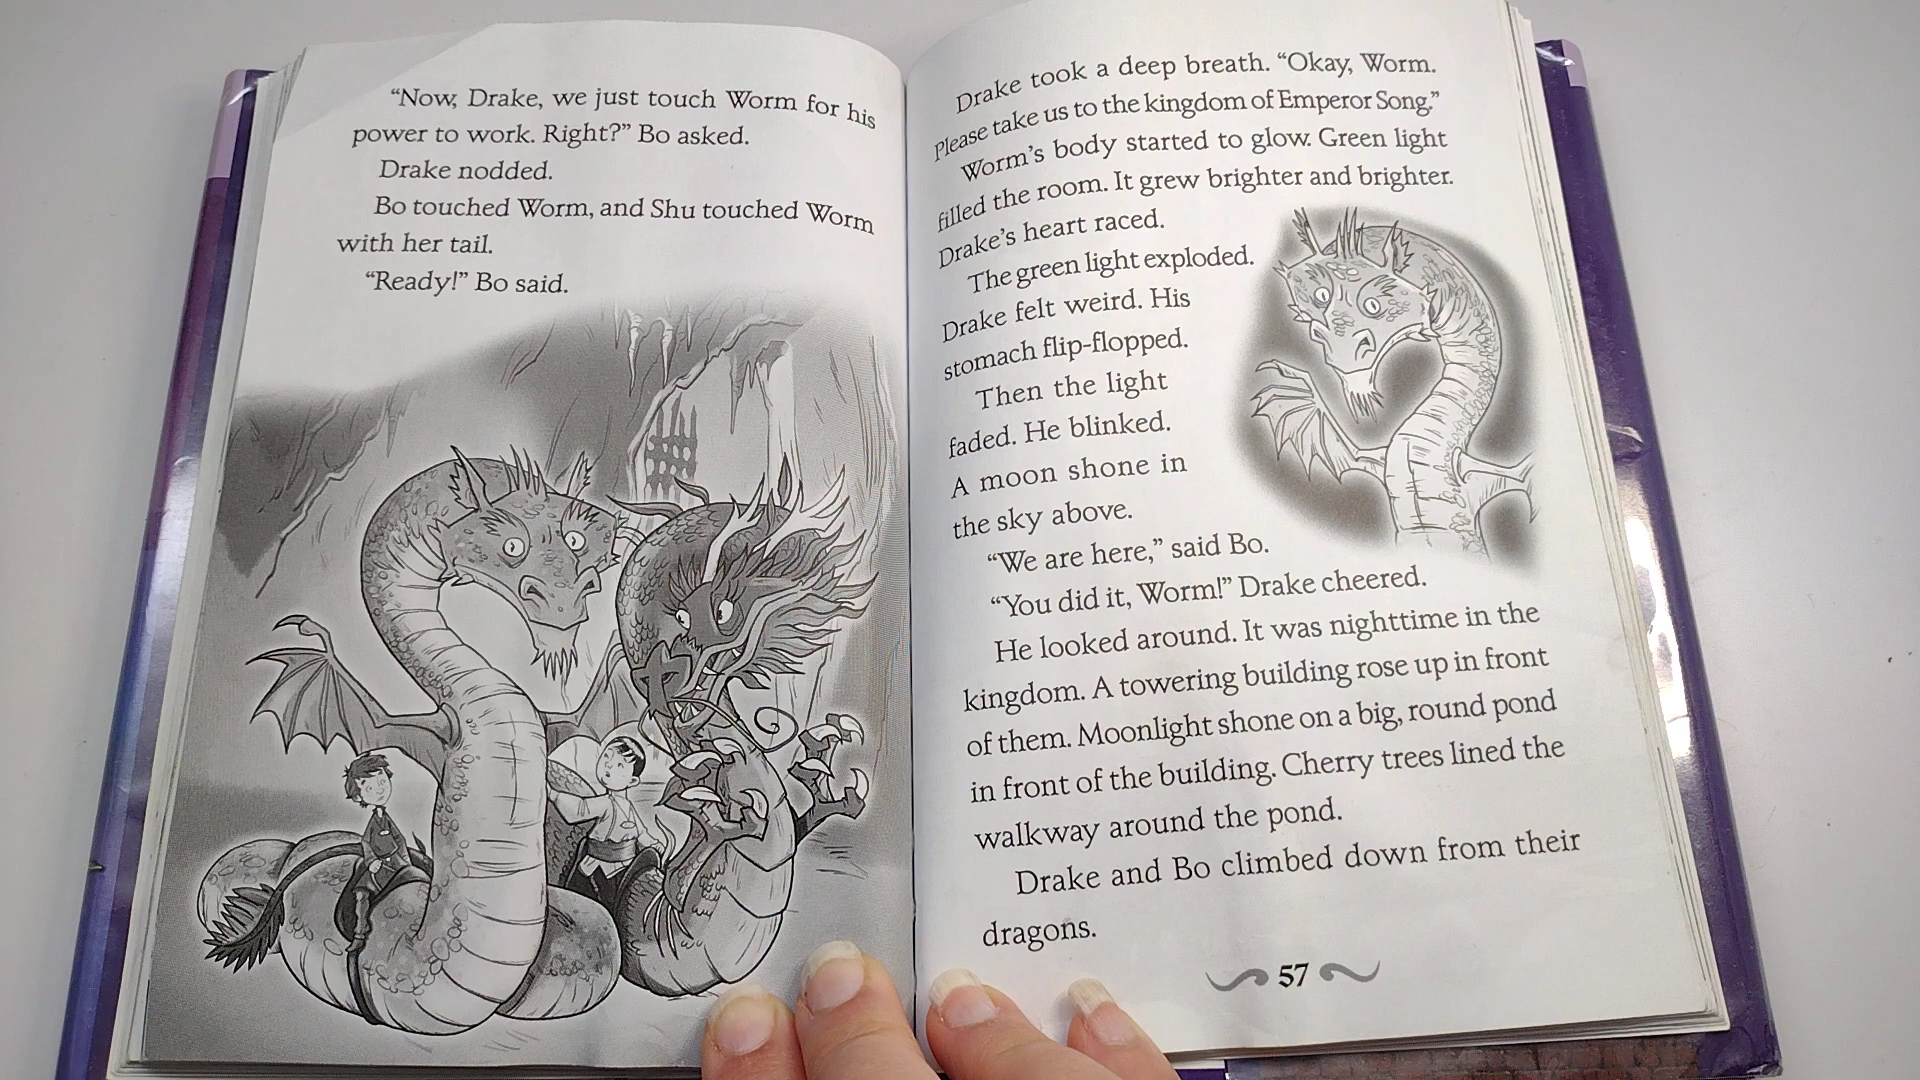 “Now, Drake, we just touch Worm for his
power to work. Right?” Bo asked.
Drake nodded.
Bo touched Worm, and Shu touched Worm
with her tail.
“Ready!” Bo said.
Drake took a deep breath. “Okay, Worm.
Please take us to the kingdom of Emperor Song.”
Worm’s body started to glow. Green light
filled the room. It grew brighter and brighter.
Drake’s heart raced.
The green light exploded.
Drake felt weird. His
stomach flip-flopped.
Then the light
faded. He blinked.
A moon shone in
the sky above.
“We are here,” said Bo.
“You did it, Worm!” Drake cheered.
He looked around. It was nighttime in the
kingdom. A towering building rose up in front
of them. Moonlight shone on a big, round pond
in front of the building. Cherry trees lined the
walkway around the pond.
Drake and Bo climbed down from their
dragons.
57